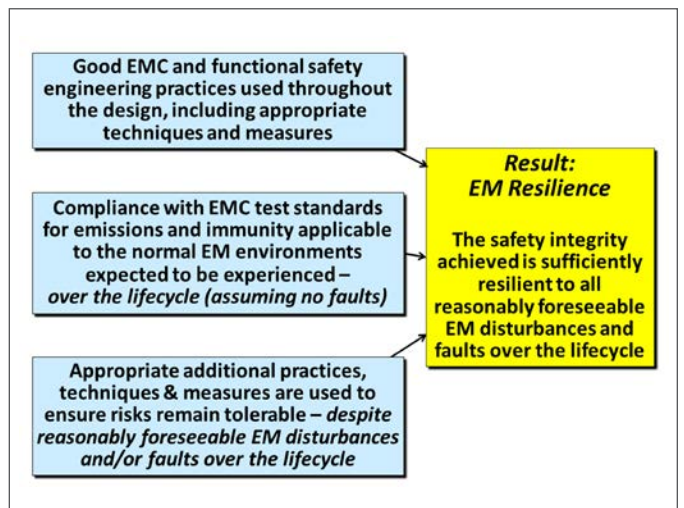 Good EMC and functional safety
engineering practices used throughout
the design, including appropriate
techniques and measures
Compliance with EMC test standards
for emissions and immunity applicable
to the normal EM environments
expected to be experienced –
over the lifecycle (assuming no faults)
Appropriate additional practices,
techniques & measures are used to
ensure risks remain tolerable – despite
reasonably foreseeable EM disturbances
and/or faults over the lifecycle
Result:
EM Resilience
The safety integrity
achieved is sufficiently
resilient to all
reasonably foreseeable
EM disturbances and
faults over the lifecycle